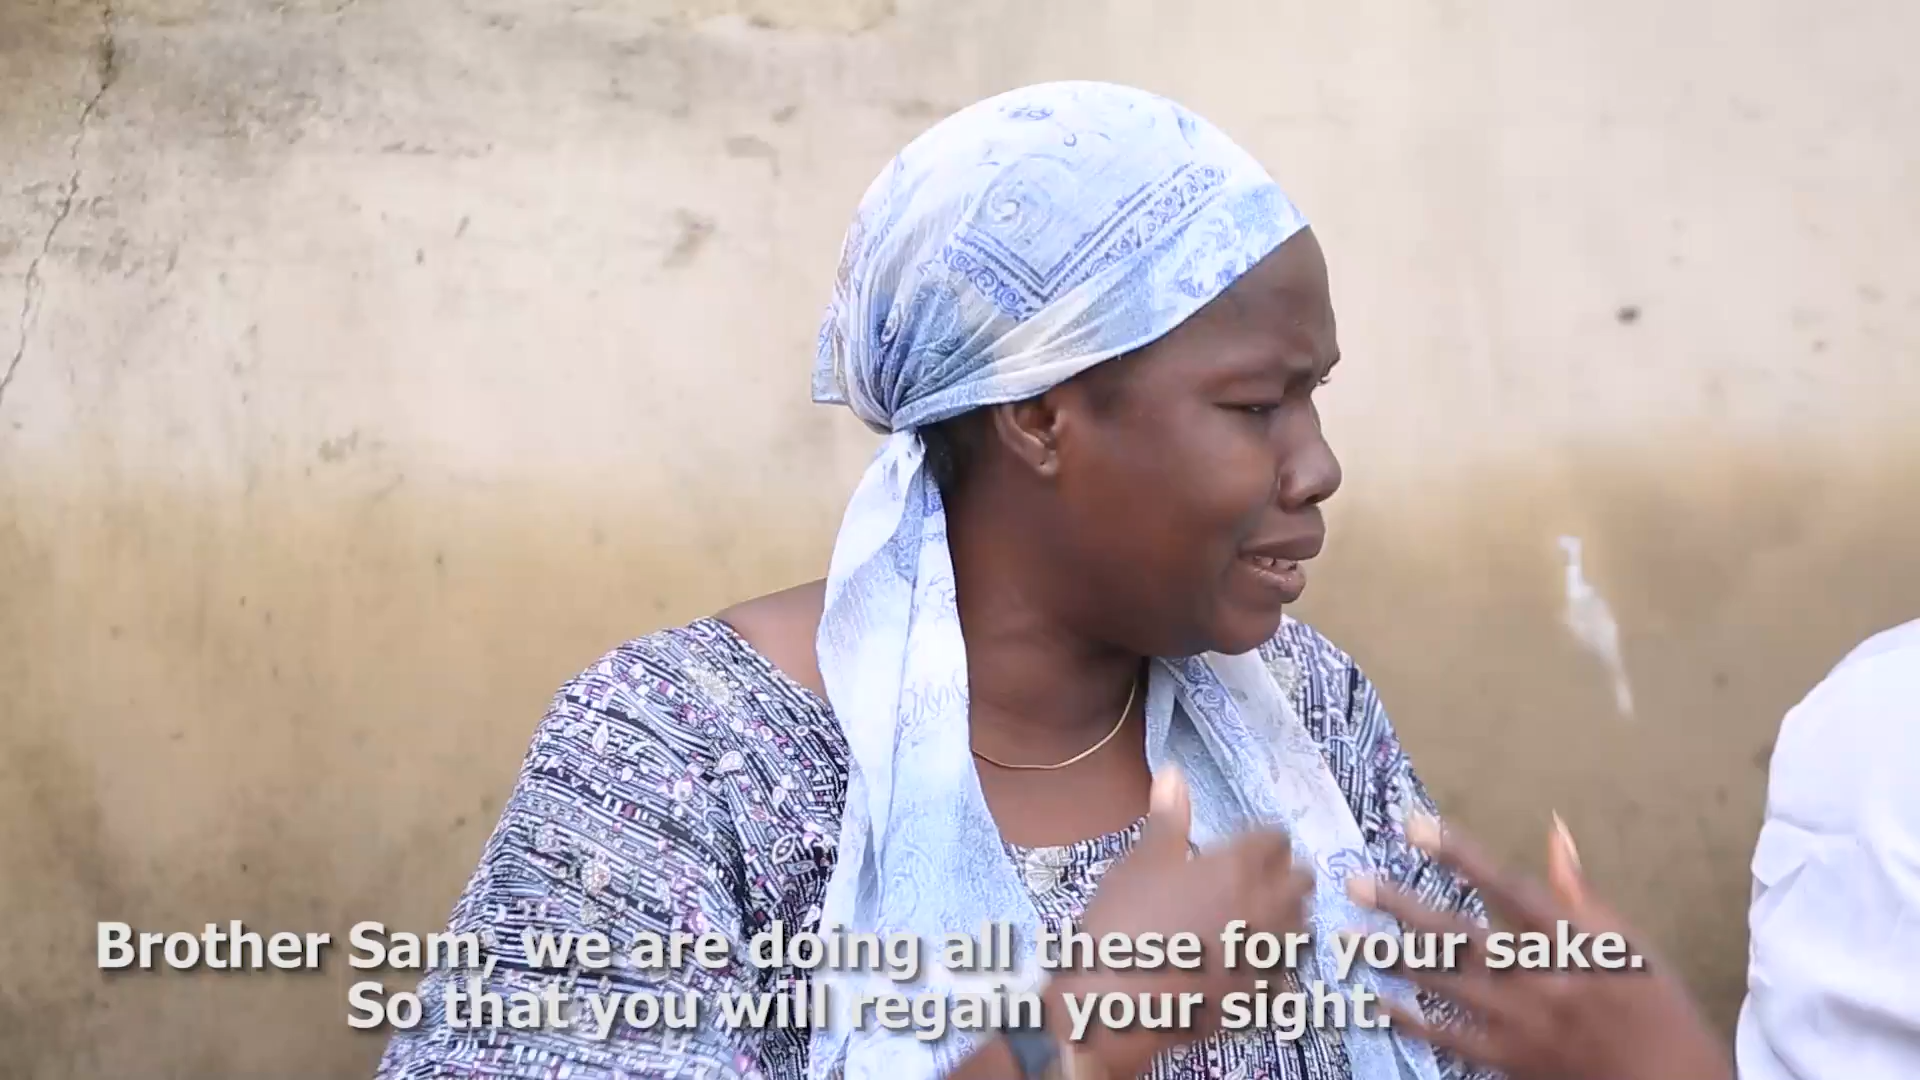 Brother Sam, we are doing all these for your sake.
So that you will regain your sight.